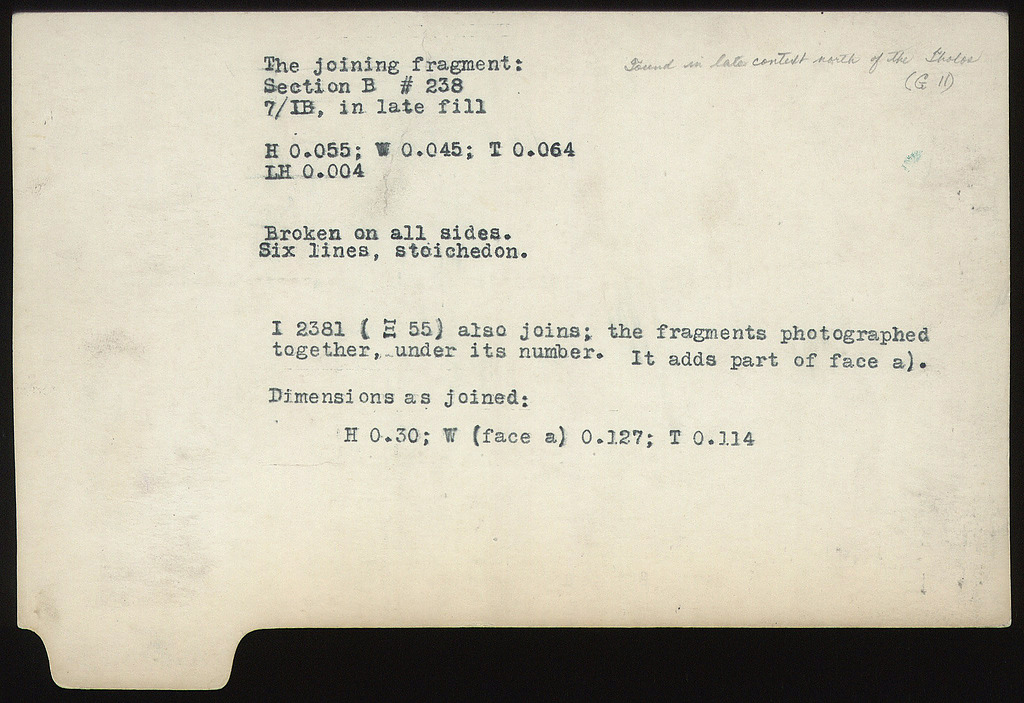 The joining fragment:
Found in late context north of the Tholos
(G 11)
Section B # 238
7/IB, in late fill
H 0.055; W 0.045; T 0.064
LH 0.004
Broken on all sides.
Six lines, stoichedon.
I 2381 ( Ξ 55) also joins; the fragments photographed
together, under its number. It adds part of face a).
Dimensions as joined:
H 0.30; W (face a) 0.127; T 0.114